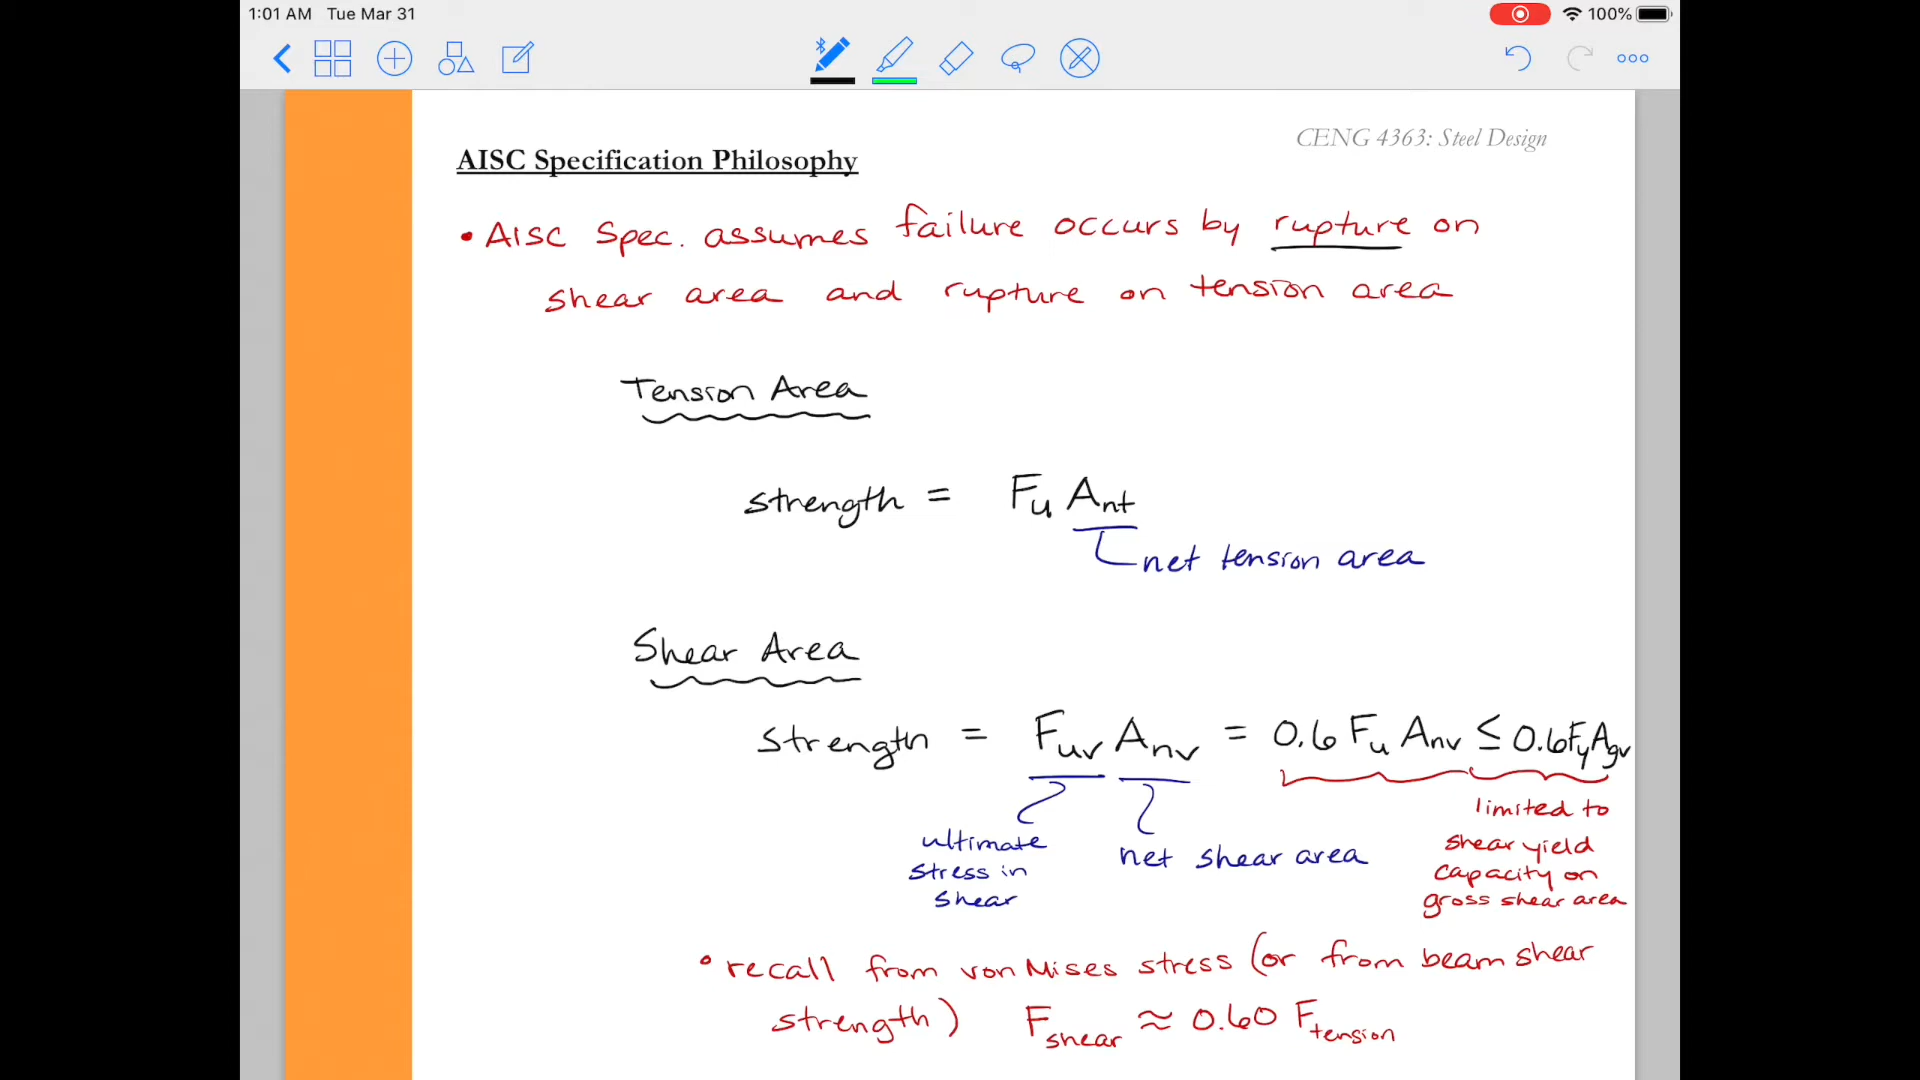 1:01 AM Tue Mar 31 100%
CENG 4363: Steel Design
AISC Specification Philosophy
• AISC Spec. assumes failure occurs by rupture on
shear area and rupture on tension area
Tension Area
strength = Fu Ant
net tension area
Shear Area
strength = Fuv Anv = 0.6 Fu Anv ≤ 0.6FyAgv
ultimate
stress in
shear
net shear area
limited to
shear yield
capacity on
gross shear area
• recall from von Mises stress (or from beam shear
strength) Fshear ≈ 0.60 Ftension